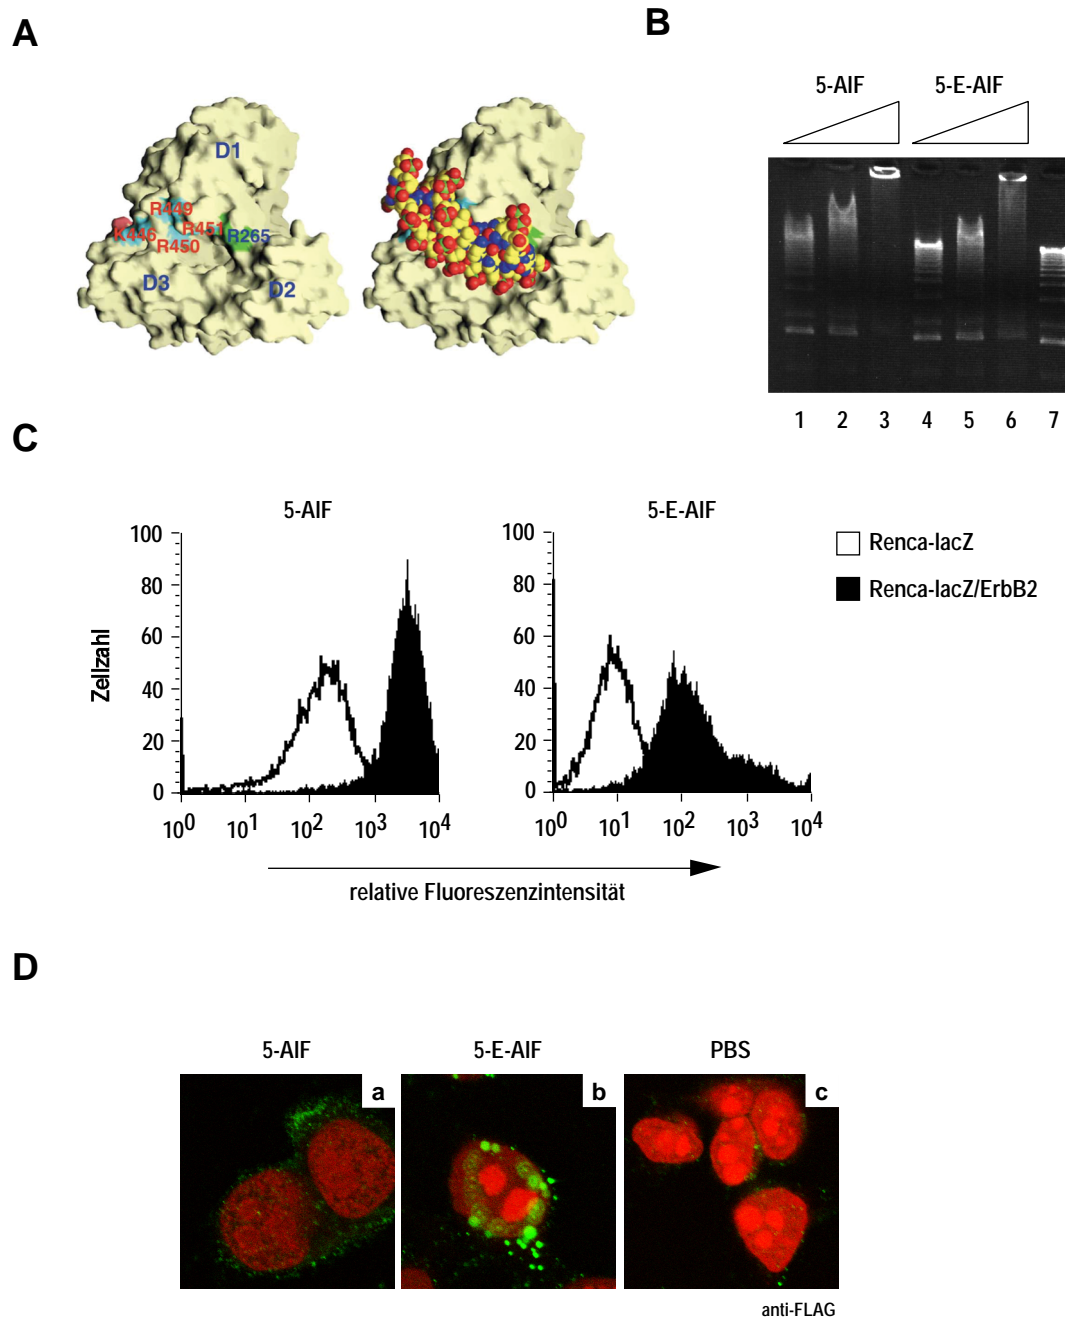 A
D1
R449
K446
R451
R450
R265
D3
D2
B
5-AIF 5-E-AIF
1 2 3 4 5 6 7
C
5-AIF
5-E-AIF
Zellzahl
100
80
60
40
20
0
10^0 10^1 10^2 10^3 10^4
100
80
60
40
20
0
10^0 10^1 10^2 10^3 10^4
Renca-lacZ
Renca-lacZ/ErbB2
relative Fluoreszenzintensität
D
5-AIF 5-E-AIF PBS
a b c
anti-FLAG